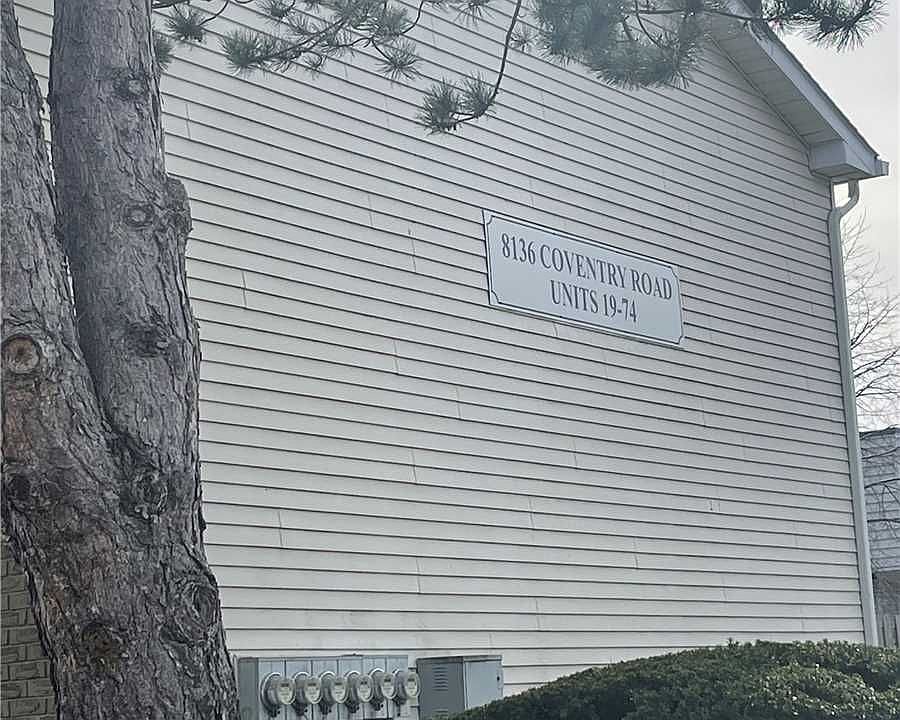 8136 COVENTRY ROAD
UNITS 19-74